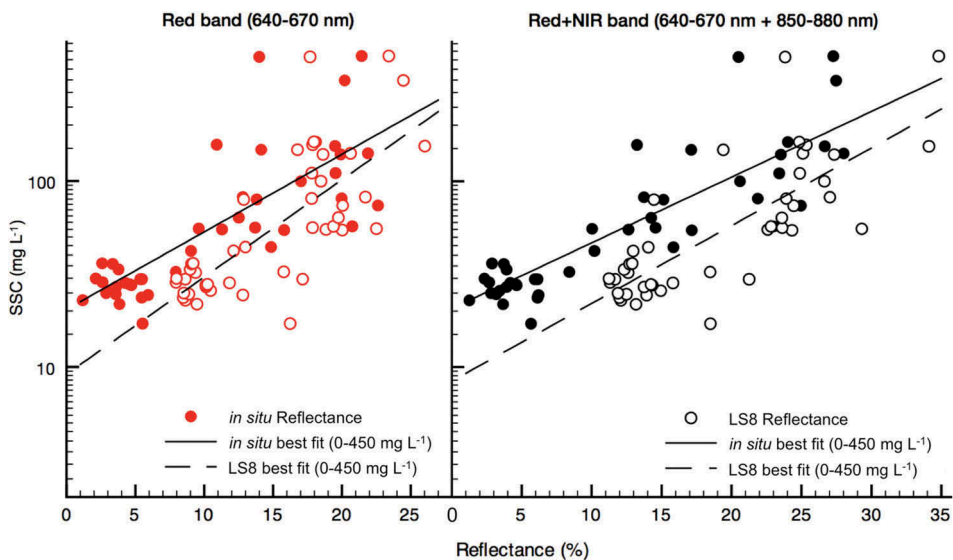 Red band (640-670 nm)
Red+NIR band (640-670 nm + 850-880 nm)
SSC (mg L-1)
100
10
in situ Reflectance
in situ best fit (0-450 mg L-1)
LS8 best fit (0-450 mg L-1)
LS8 Reflectance
in situ best fit (0-450 mg L-1)
LS8 best fit (0-450 mg L-1)
0 5 10 15 20 25
0 5 10 15 20 25 30 35
Reflectance (%)